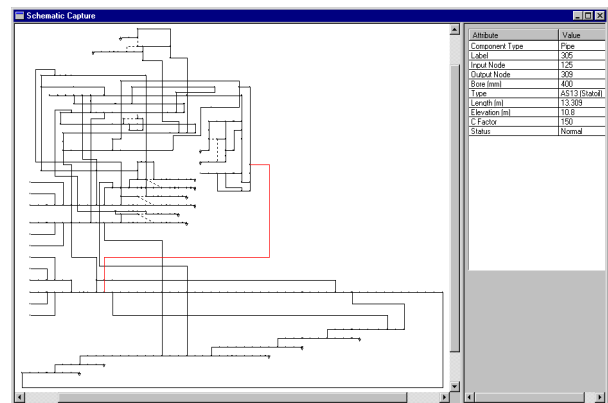 Schematic Capture
Attribute Value
Component Type Pipe
Label 305
Input Node 125
Output Node 309
Bore (mm) 400
Type AS13 (Statoil)
Length (m) 13.309
Elevation (m) 10.8
C Factor 150
Status Normal